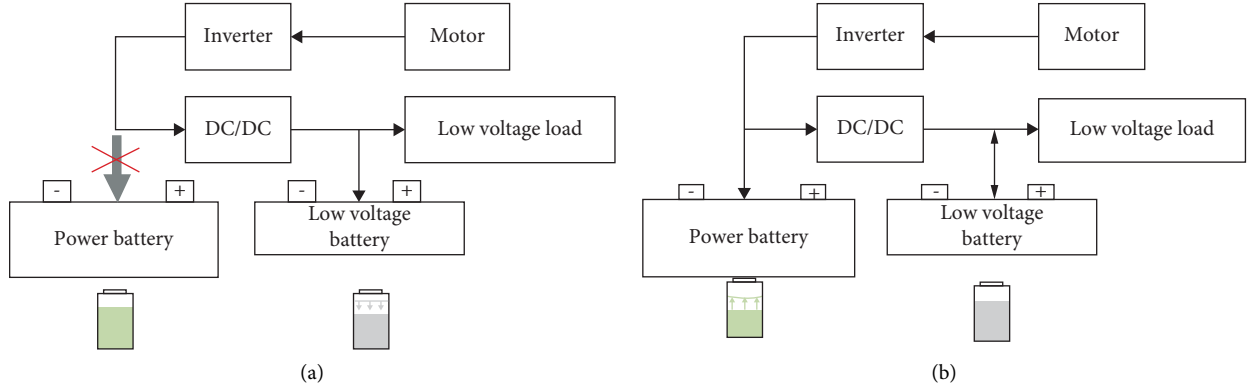 Inverter
Motor
DC/DC
Low voltage load
-
+
-
+
Power battery
Low voltage
battery
(a)
Inverter
Motor
DC/DC
Low voltage load
-
+
-
+
Power battery
Low voltage
battery
(b)